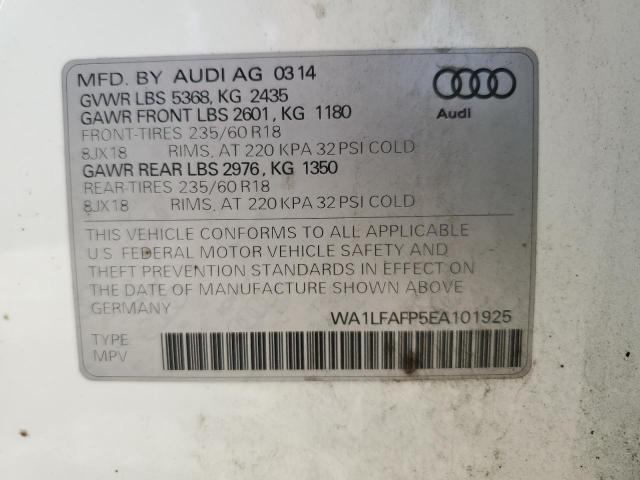 MFD. BY AUDI AG 0314
GVWR LBS 5368, KG 2435
GAWR FRONT LBS 2601, KG 1180
FRONT-TIRES 235/60 R18
8JX18 RIMS, AT 220 KPA 32 PSI COLD
GAWR REAR LBS 2976, KG 1350
REAR-TIRES 235/60 R18
8JX18 RIMS, AT 220 KPA 32 PSI COLD
Audi
THIS VEHICLE CONFORMS TO ALL APPLICABLE
U.S. FEDERAL MOTOR VEHICLE SAFETY AND
THEFT PREVENTION STANDARDS IN EFFECT ON
THE DATE OF MANUFACTURE SHOWN ABOVE
GERMANY WA1LFAFP5EA101925
TYPE
MPV